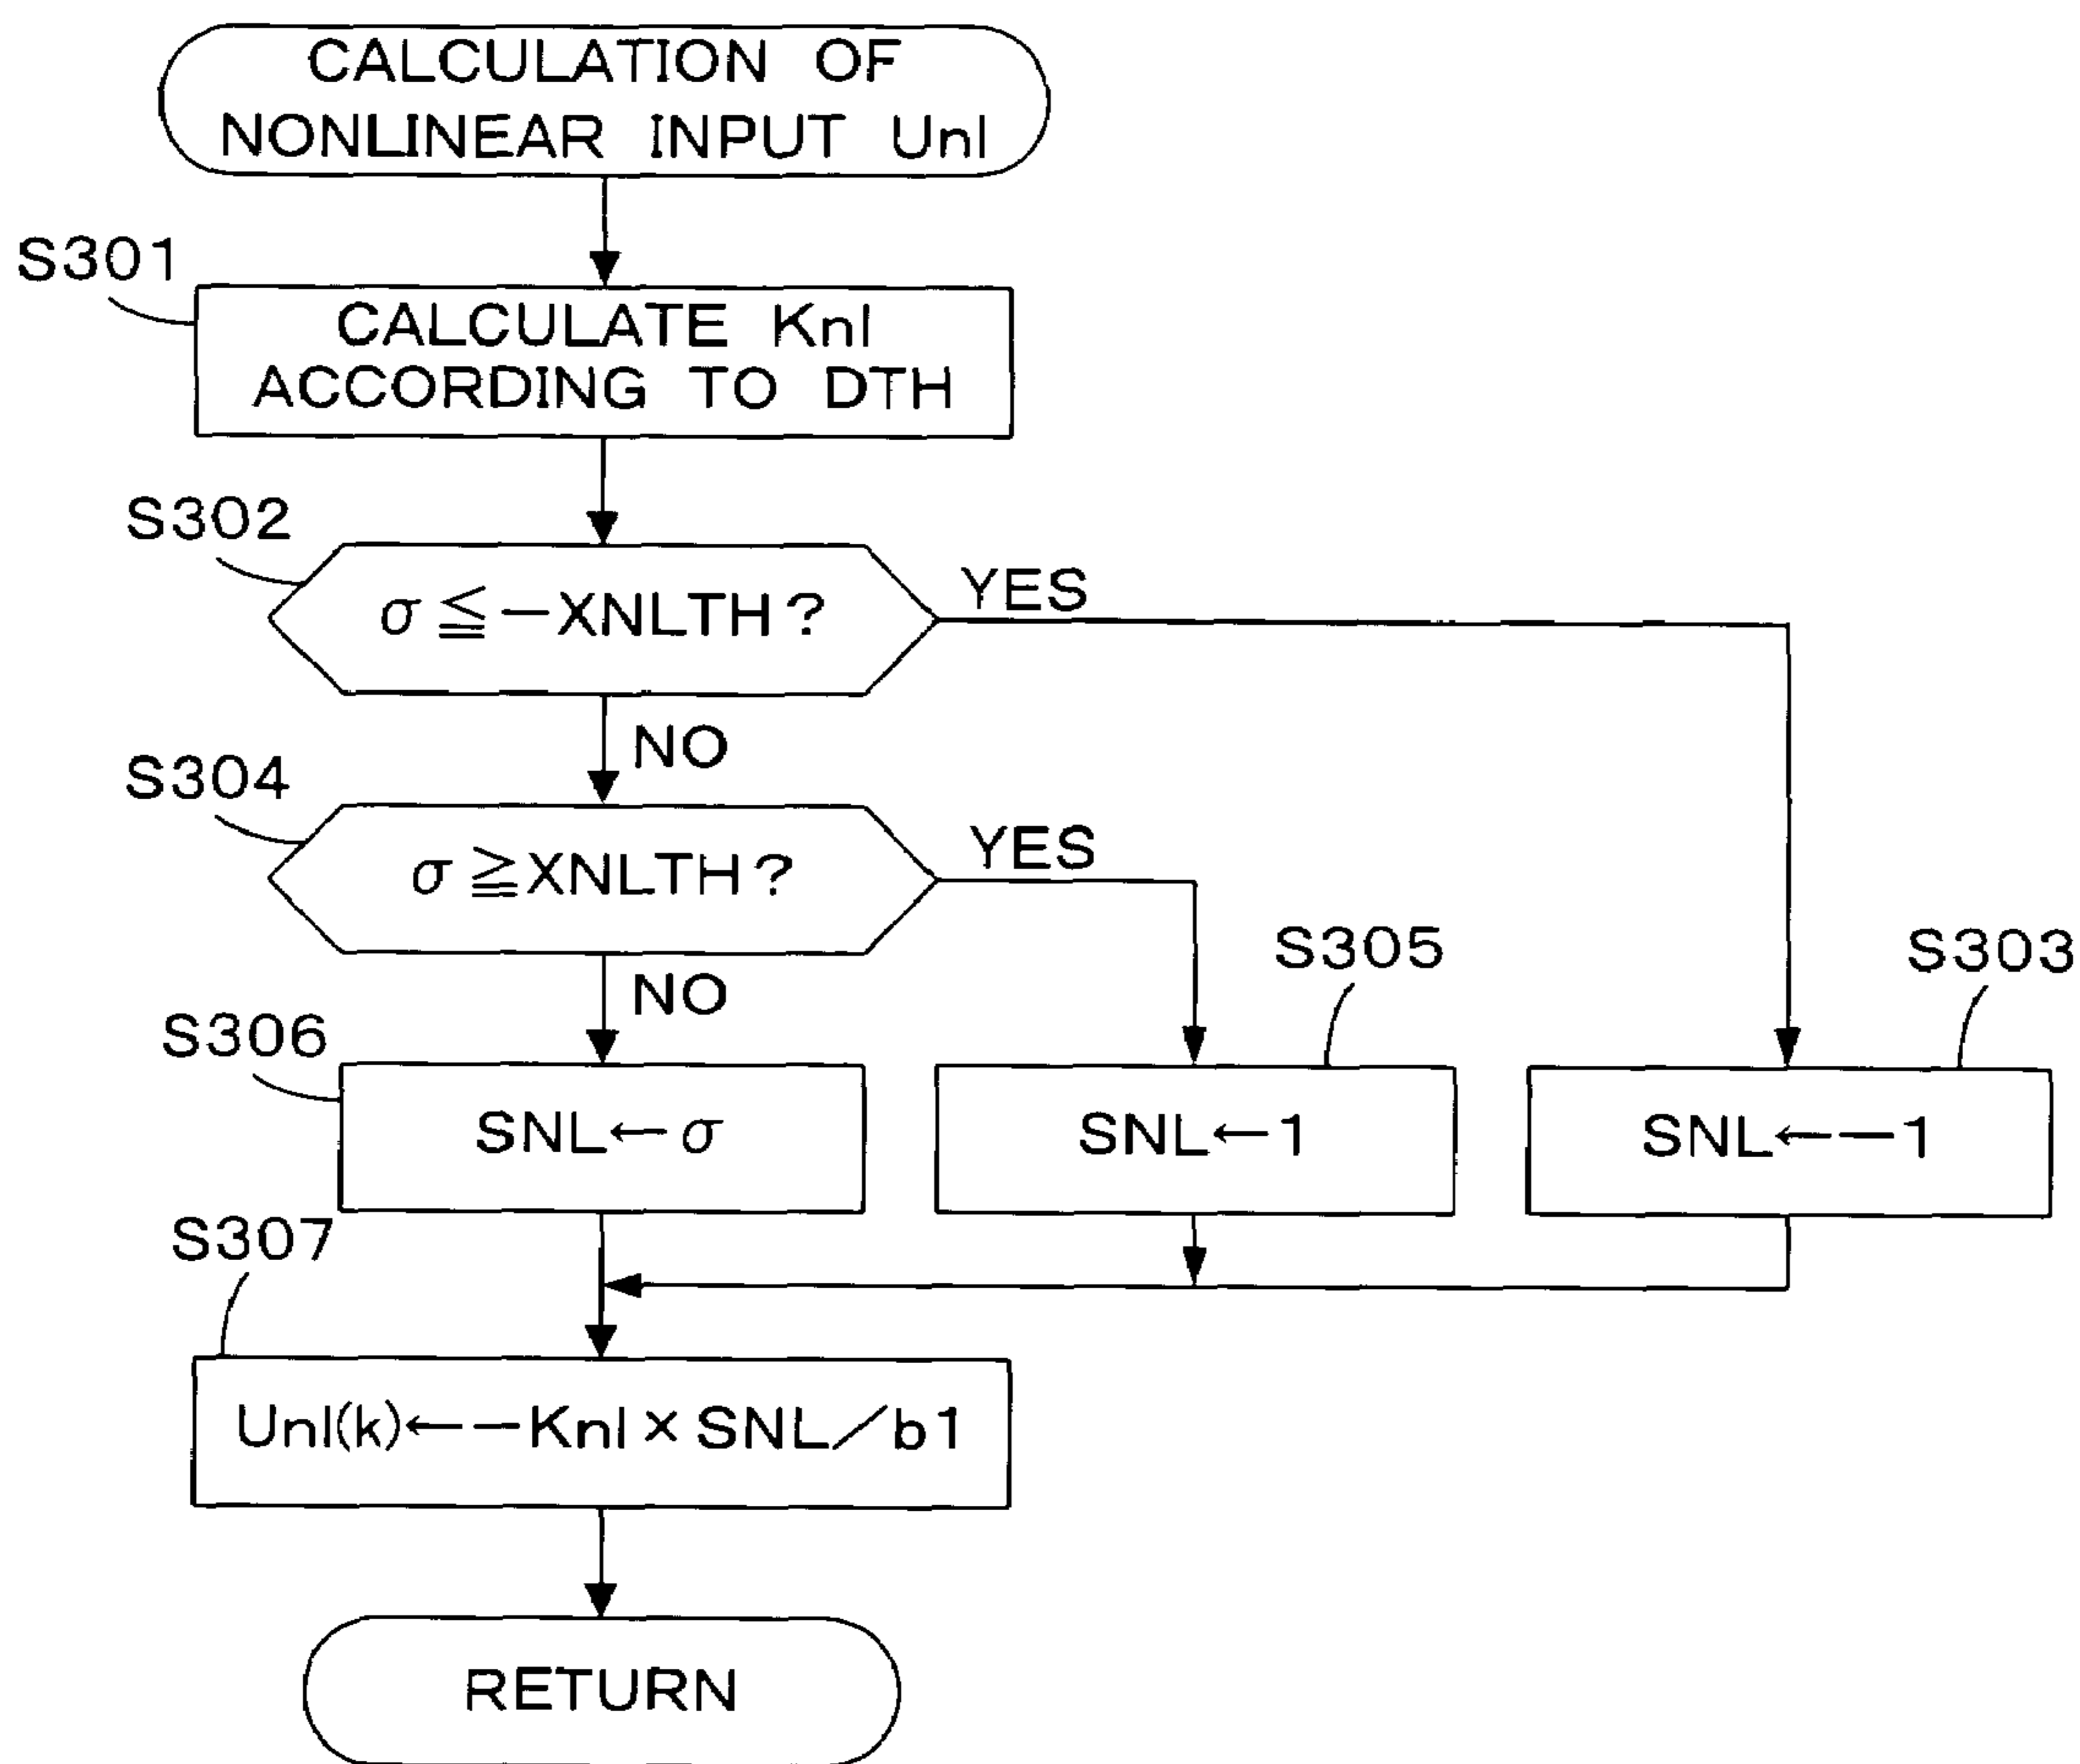 CALCULATION OF
NONLINEAR INPUT Unl
S301
CALCULATE Knl
ACCORDING TO DTH
S302
σ≦−XNLTH?
YES
NO
S304
σ≧XNLTH?
YES
NO
S305
S303
S306
SNL←σ
SNL←1
SNL←−1
S307
Unl(k)←−Knl×SNL/b1
RETURN